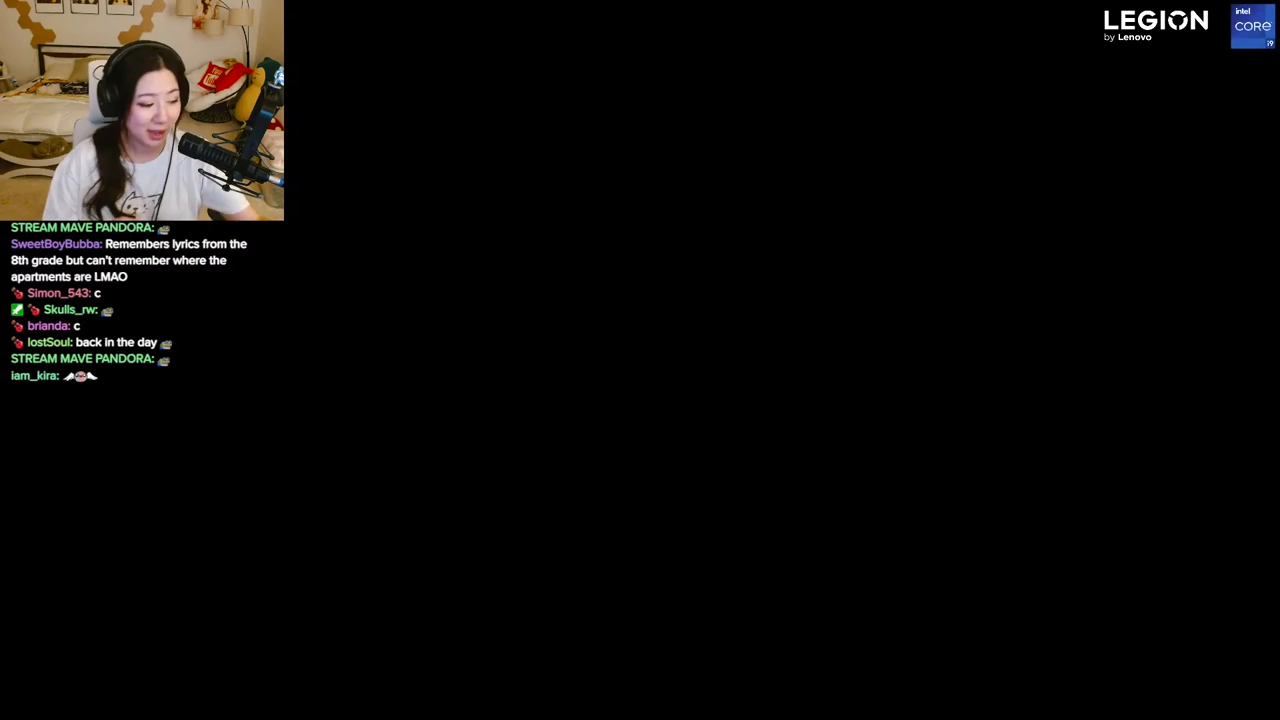 LEGION
by Lenovo
intel
CORE
i9
STREAM MAVE PANDORA:
SweetBoyBubba: Remembers lyrics from the
8th grade but can't remember where the
apartments are LMAO
Simon_543: c
Skulls_rw:
brianda: c
lostSoul: back in the day
STREAM MAVE PANDORA:
iam_kira: